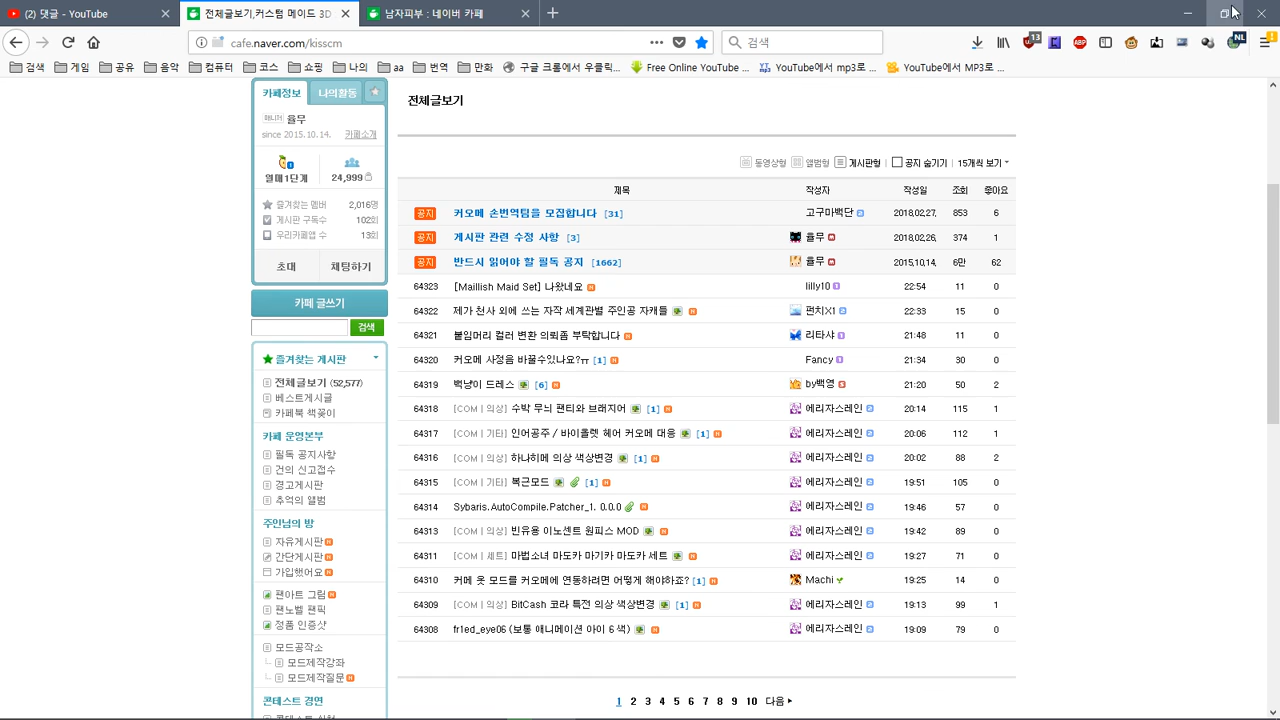 (2) 댓글 - YouTube
전체글보기,커스텀 메이드 3D
남자피부 : 네이버 카페
cafe.naver.com/kisscm
검색
13
ABP
NL
1
검색 게임 공유 음악 컴퓨터 코스 쇼핑 나의 aa 번역 만화 구글 크롬에서 우클릭... Free Online YouTube ... YouTube에서 mp3로 ... YouTube에서 MP3로 ...
카페정보 나의활동
매니저 율무
since 2015.10.14. 카페소개
열매1단계 24,999
즐겨찾는 멤버 2,016명
게시판 구독수 102회
우리카페앱 수 13회
초대 채팅하기
카페 글쓰기
검색
즐겨찾는 게시판
전체글보기 (52,577)
베스트게시글
카페북 책꽂이
카페 운영본부
필독 공지사항
건의 신고접수
경고게시판
추억의 앨범
주인님의 방
자유게시판
간단게시판
가입했어요
팬아트 그림
팬노벨 팬픽
정품 인증샷
모드공작소
모드제작강좌
모드제작질문
콘테스트 경연
전체글보기
동영상형 앨범형 게시판형 공지 숨기기 15개씩 보기
제목 작성자 작성일 조회 좋아요
공지 커오메 손번역팀을 모집합니다 [31] 고구마백단 2018.02.27. 853 6
공지 게시판 관련 수정 사항 [3] 율무 2018.02.26. 374 1
공지 반드시 읽어야 할 필독 공지 [1662] 율무 2015.10.14. 6만 62
64323 [Maillish Maid Set] 나왔네요 lilly10 22:54 11 0
64322 제가 천사 외에 쓰는 자작 세계관별 주인공 자캐들 펀치X1 22:33 15 0
64321 붙임머리 컬러 변환 의뢰좀 부탁합니다 리타샤 21:48 11 0
64320 커오메 사정을 바꿀수있나요?ㅠ [1] Fancy 21:34 30 0
64319 백냥이 드레스 [6] by백영 21:20 50 2
64318 [COM | 의상] 수박 무늬 팬티와 브래지어 [1] 에리자스레인 20:14 115 1
64317 [COM | 기타] 인어공주 / 바이올렛 헤어 커오메 대응 [1] 에리자스레인 20:06 112 1
64316 [COM | 의상] 하나히메 의상 색상변경 [1] 에리자스레인 20:02 88 2
64315 [COM | 기타] 복근모드 [1] 에리자스레인 19:51 105 0
64314 Sybaris.AutoCompile.Patcher_1. 0.0.0 에리자스레인 19:46 57 0
64313 [COM | 의상] 빈유용 이노센트 원피스 MOD 에리자스레인 19:42 89 0
64311 [COM | 세트] 마법소녀 마도카 마기카 마도카 세트 에리자스레인 19:27 71 0
64310 커메 옷 모드를 커오메에 연동하려면 어떻게 해야하죠? [1] Machi 19:25 14 0
64309 [COM | 의상] BitCash 코라 특전 의상 색상변경 [1] 에리자스레인 19:13 99 1
64308 fr1ed_eye06 (보통 애니메이션 아이 6 색) 에리자스레인 19:09 79 0
1 2 3 4 5 6 7 8 9 10 다음